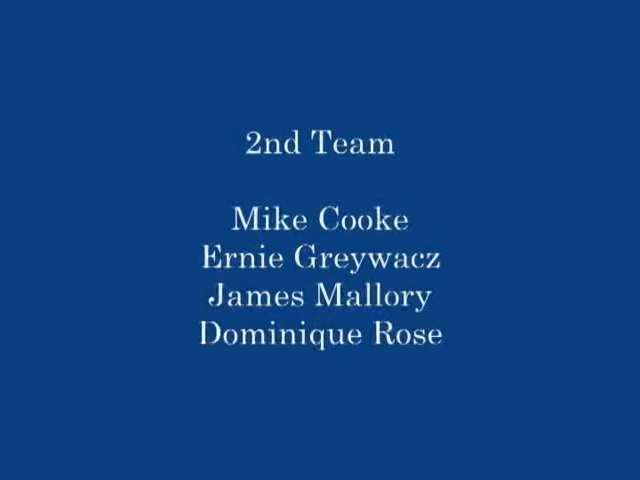 2nd Team
Mike Cooke
Ernie Greywacz
James Mallory
Dominique Rose